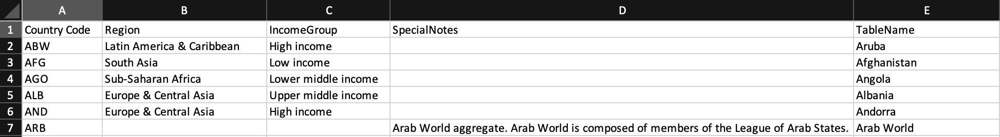 A B C D E
1 Country Code Region IncomeGroup SpecialNotes TableName
2 ABW Latin America & Caribbean High income Aruba
3 AFG South Asia Low income Afghanistan
4 AGO Sub-Saharan Africa Lower middle income Angola
5 ALB Europe & Central Asia Upper middle income Albania
6 AND Europe & Central Asia High income Andorra
7 ARB Arab World aggregate. Arab World is composed of members of the League of Arab States. Arab World